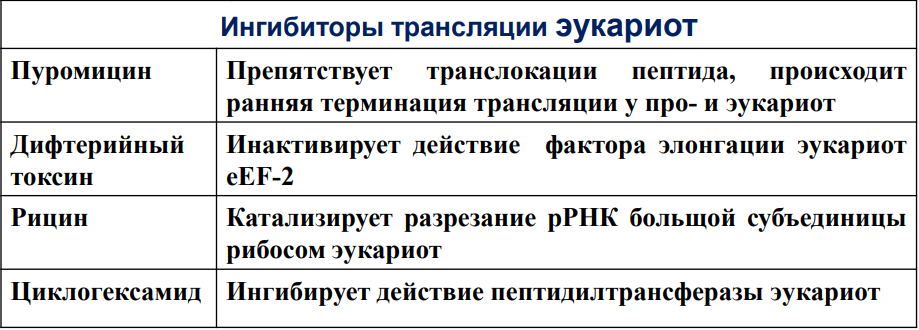 Ингибиторы трансляции эукариот
Пуромицин
Препятствует транслокации пептида, происходит
ранняя терминация трансляции у про- и эукариот
Дифтерийный
токсин
Инактивирует действие фактора элонгации эукариот
eEF-2
Рицин
Катализирует разрезание рРНК большой субъединицы
рибосом эукариот
Циклогексамид
Ингибирует действие пептидилтрансферазы эукариот